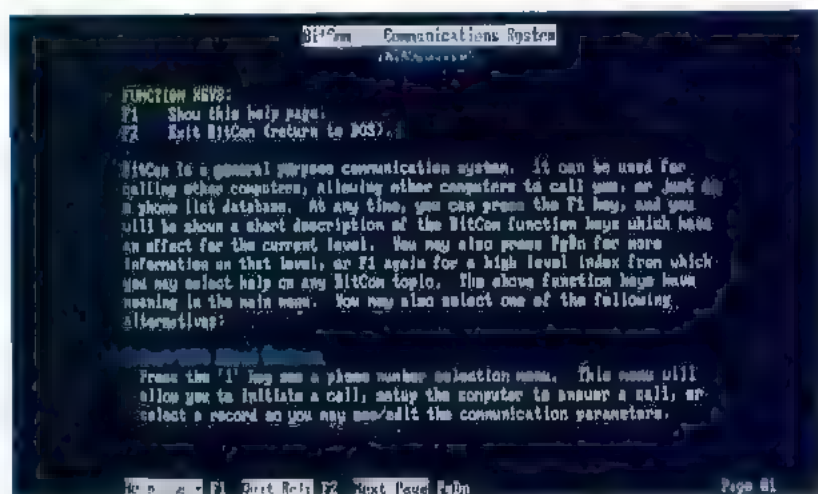 BitCom Communications System
FUNCTION KEYS:
F1 Show this help page.
F2 Exit BitCom (return to DOS).
BitCom is a general purpose communication system. It can be used for
calling other computers, allowing other computers to call you, or just as
a phone list database. At any time, you can press the F1 key, and you
will be shown a short description of the BitCom function keys which have
an effect for the current level. You may also press PgDn for more
information on that level, or F1 again for a high level index from which
you may select help on any BitCom topic. The above function keys have
meaning in the main menu. You may also select one of the following
alternatives:
Press the '1' key a phone number selection menu. This menu will
allow you to initiate a call, setup the computer to answer a call, or
select a record so you may see/edit the communication parameters.
F1 Quit Help F2 Next Page PgDn Page 01